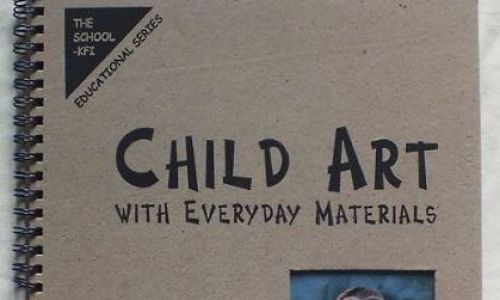 THE
SCHOOL
-KFI
EDUCATIONAL SERIES
CHILD ART
WITH EVERYDAY MATERIALS